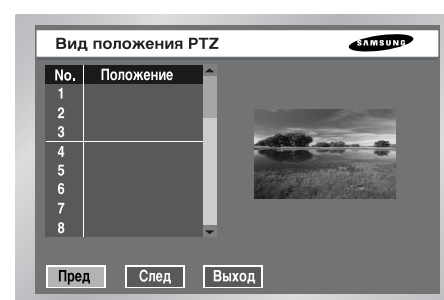 Вид положения PTZ
SAMSUNG
No. Положение
1
2
3
4
5
6
7
8
Пред След Выход